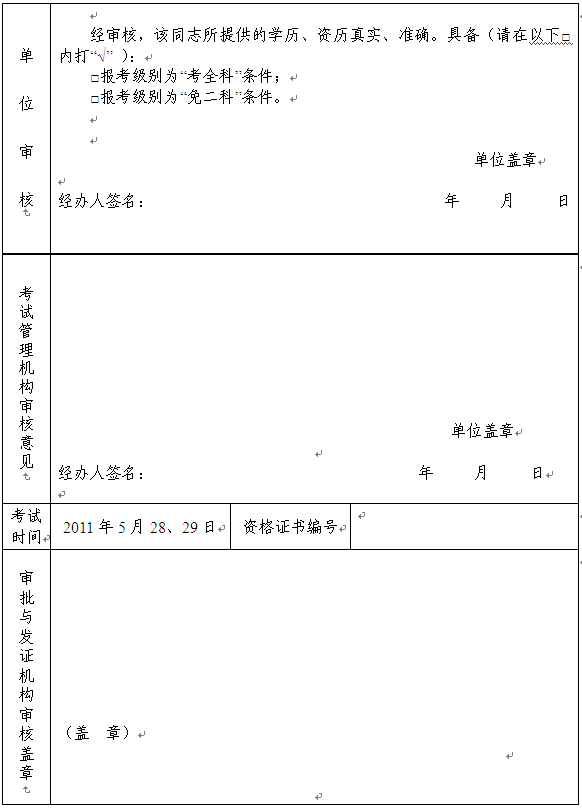 单位审核
经审核，该同志所提供的学历、资历真实、准确。具备（请在以下□
内打“√” ）：
□报考级别为“考全科”条件；
□报考级别为“免二科”条件。
单位盖章
经办人签名： 年 月 日
考试管理机构审核意见
单位盖章
经办人签名： 年 月 日
考试
时间
2011 年 5 月 28、29 日
资格证书编号
审批与发证机构审核盖章
（盖 章）